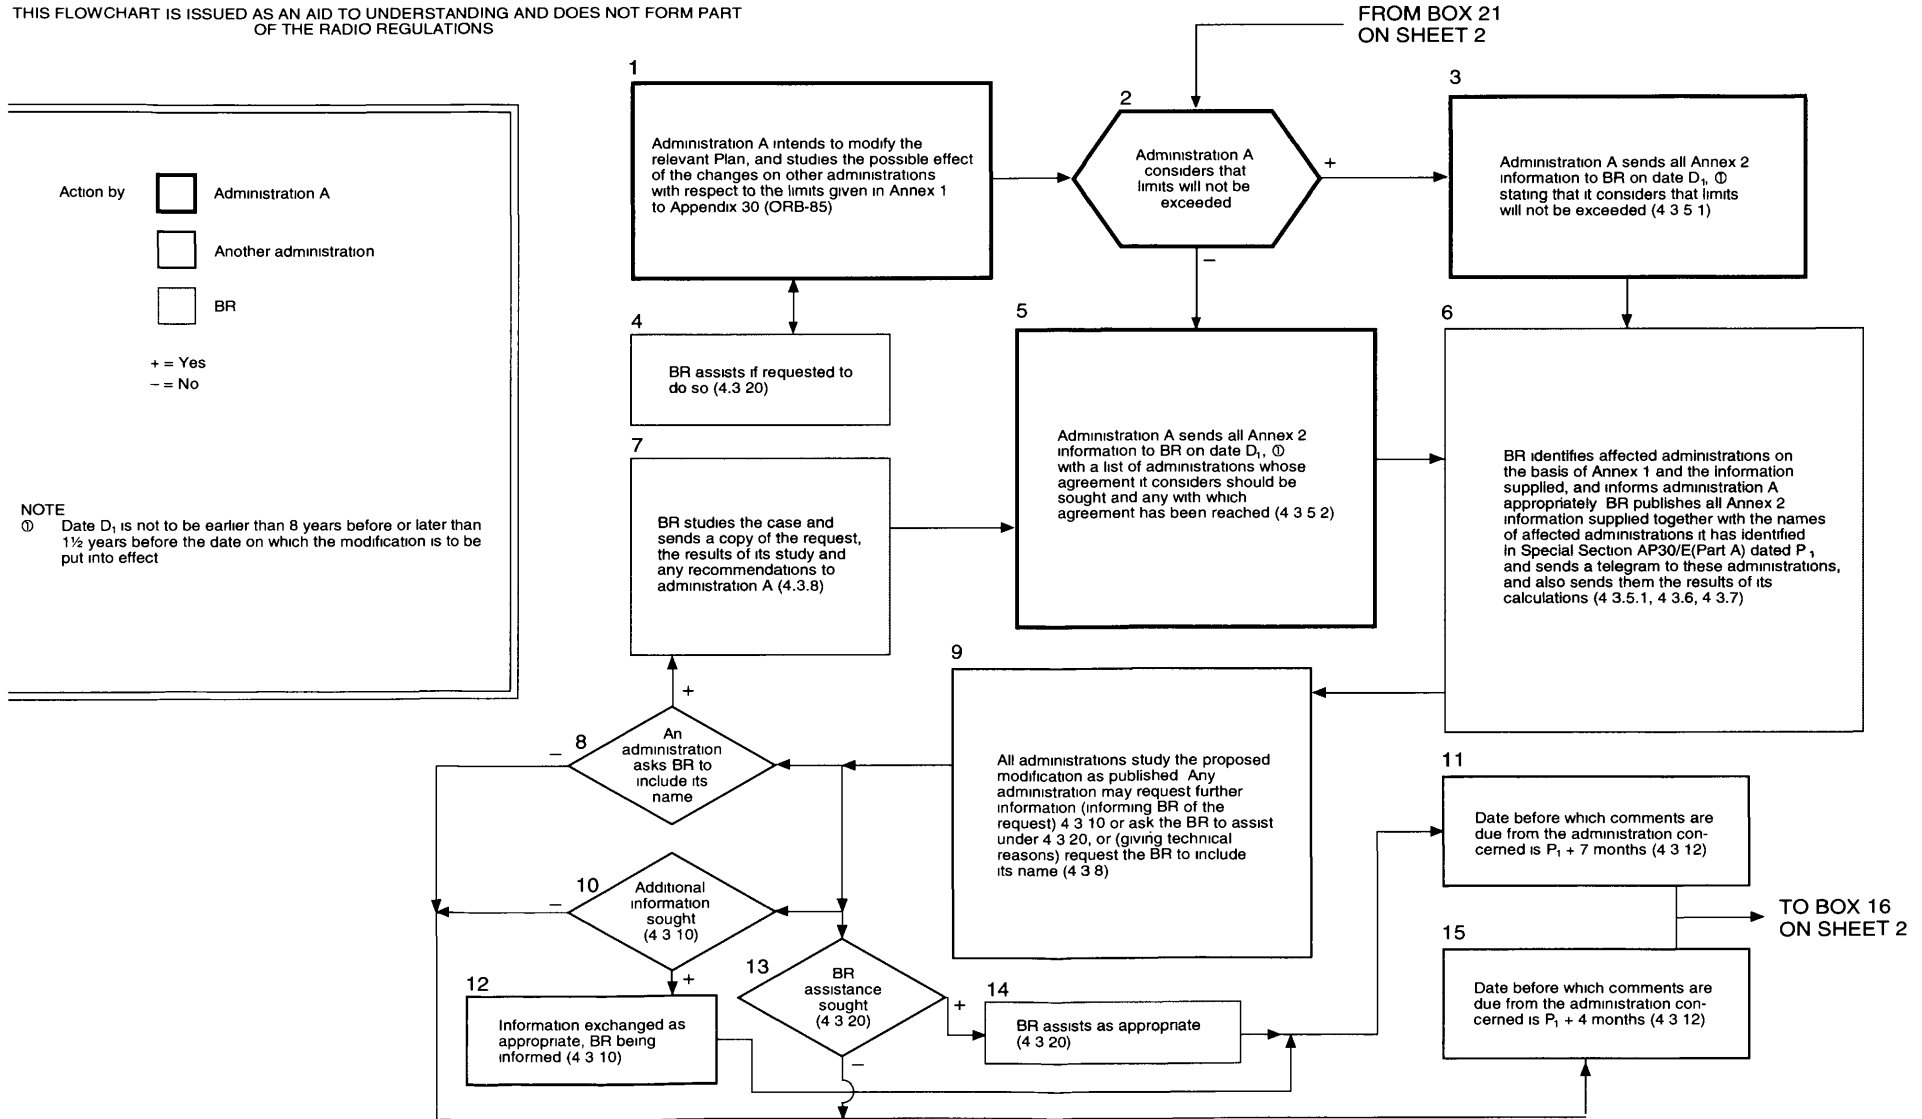 THIS FLOWCHART IS ISSUED AS AN AID TO UNDERSTANDING AND DOES NOT FORM PART
OF THE RADIO REGULATIONS
FROM BOX 21
ON SHEET 2
Action by
Administration A
Another administration
BR
+ = Yes
– = No
NOTE
① Date D₁ is not to be earlier than 8 years before or later than
1½ years before the date on which the modification is to be
put into effect
1
Administration A intends to modify the
relevant Plan, and studies the possible effect
of the changes on other administrations
with respect to the limits given in Annex 1
to Appendix 30 (ORB-85)
2
Administration A
considers that
limits will not be
exceeded
+
–
3
Administration A sends all Annex 2
information to BR on date D₁, ①
stating that it considers that limits
will not be exceeded (4 3 5 1)
4
BR assists if requested to
do so (4.3 20)
5
Administration A sends all Annex 2
information to BR on date D₁, ①
with a list of administrations whose
agreement it considers should be
sought and any with which
agreement has been reached (4 3 5 2)
6
BR identifies affected administrations on
the basis of Annex 1 and the information
supplied, and informs administration A
appropriately BR publishes all Annex 2
information supplied together with the names
of affected administrations it has identified
in Special Section AP30/E(Part A) dated P₁
and sends a telegram to these administrations,
and also sends them the results of its
calculations (4 3.5.1, 4 3.6, 4 3.7)
7
BR studies the case and
sends a copy of the request,
the results of its study and
any recommendations to
administration A (4.3.8)
+
8
–
An
administration
asks BR to
include its
name
9
All administrations study the proposed
modification as published Any
administration may request further
information (informing BR of the
request) 4 3 10 or ask the BR to assist
under 4 3 20, or (giving technical
reasons) request the BR to include
its name (4 3 8)
10
–
Additional
information
sought
(4 3 10)
+
11
Date before which comments are
due from the administration con-
cerned is P₁ + 7 months (4 3 12)
12
Information exchanged as
appropriate, BR being
informed (4 3 10)
13
BR
assistance
sought
(4 3 20)
+
–
14
BR assists as appropriate
(4 3 20)
15
Date before which comments are
due from the administration con-
cerned is P₁ + 4 months (4 3 12)
TO BOX 16
ON SHEET 2